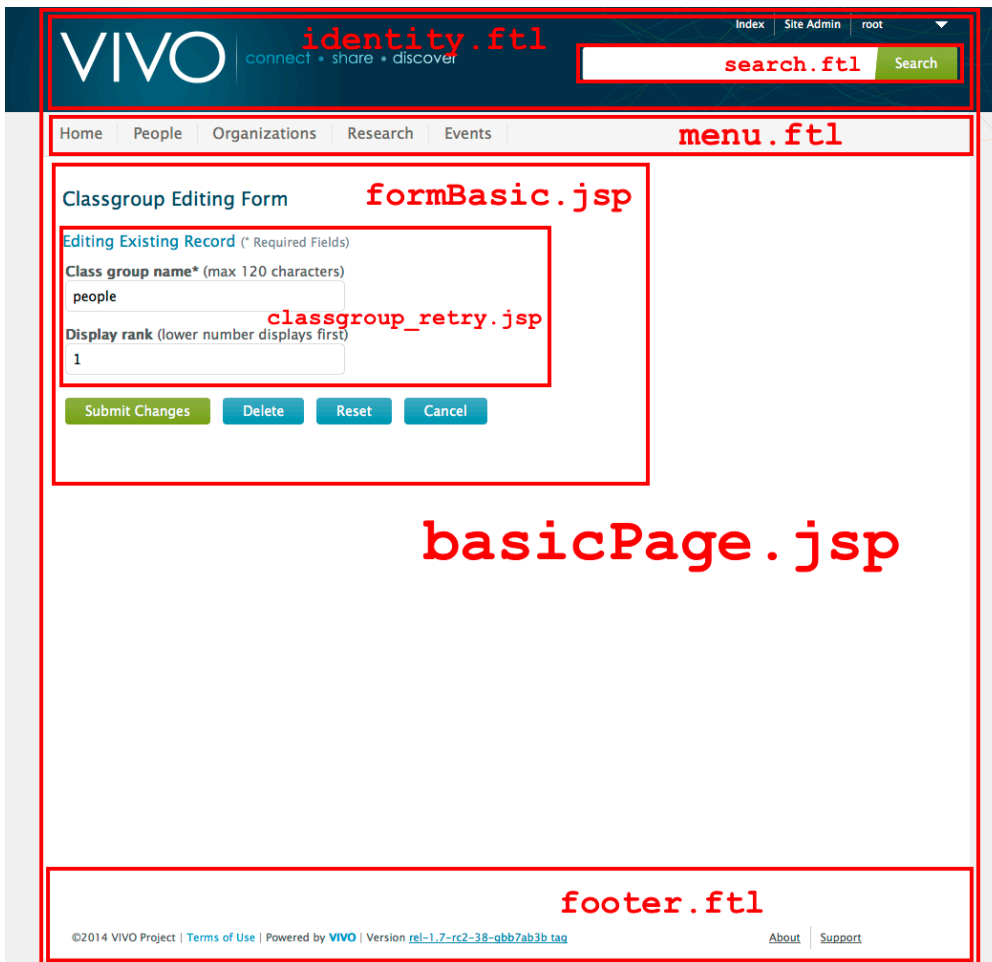 Index Site Admin root
VIVO connect • share • discover
identity.ftl
search.ftl Search
Home People Organizations Research Events
menu.ftl
Classgroup Editing Form
formBasic.jsp
Editing Existing Record (* Required Fields)
Class group name* (max 120 characters)
people
classgroup_retry.jsp
Display rank (lower number displays first)
1
Submit Changes Delete Reset Cancel
basicPage.jsp
footer.ftl
©2014 VIVO Project | Terms of Use | Powered by VIVO | Version rel-1.7-rc2-38-gbb7ab3b tag About Support